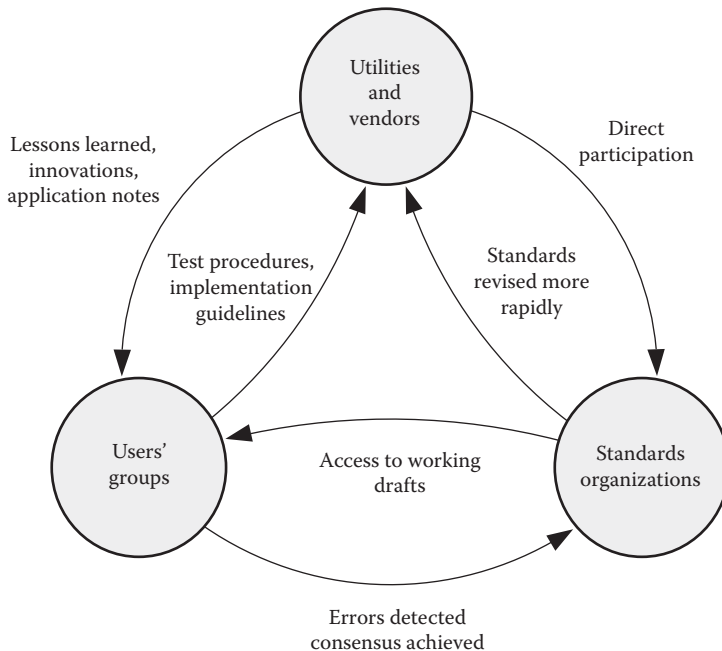 Utilities
and
vendors
Lessons learned,
innovations,
application notes
Direct
participation
Test procedures,
implementation
guidelines
Standards
revised more
rapidly
Users’
groups
Access to working
drafts
Standards
organizations
Errors detected
consensus achieved